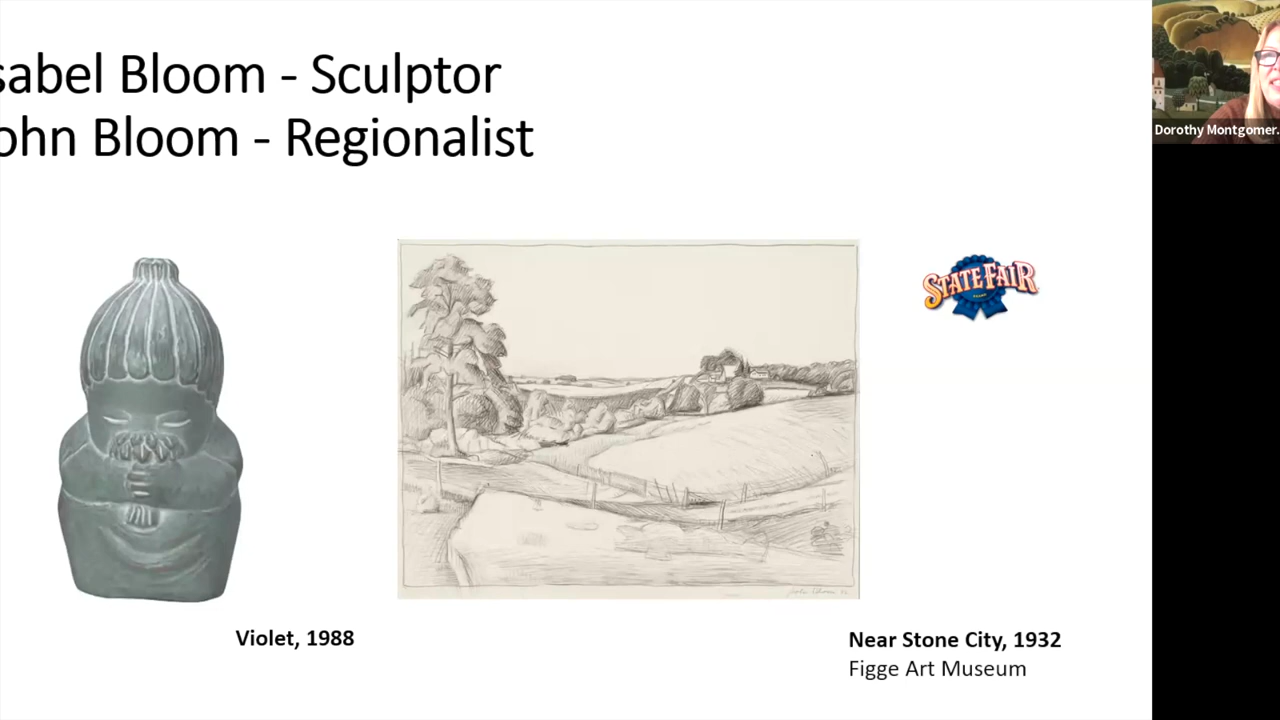 sabel Bloom - Sculptor
ohn Bloom - Regionalist
Dorothy Montgomer.
STATE FAIR
Violet, 1988
Near Stone City, 1932
Figge Art Museum